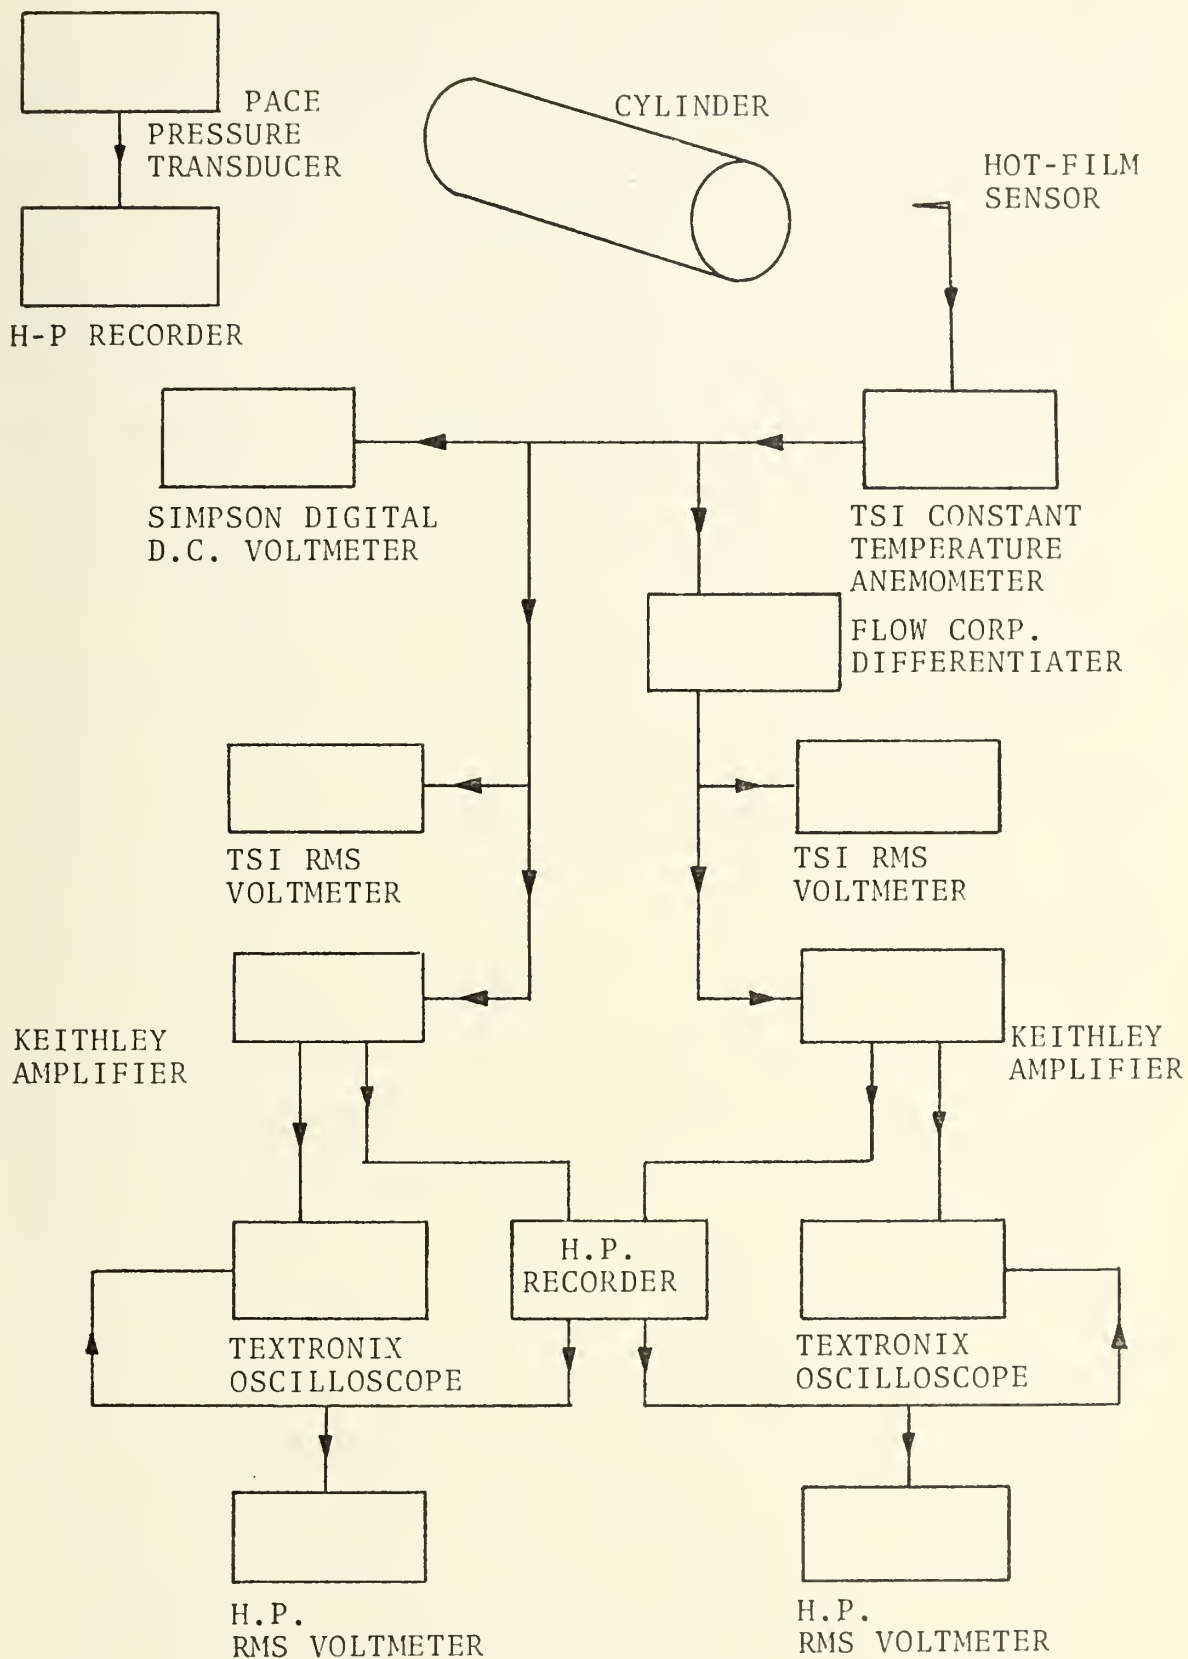 PACE
PRESSURE
TRANSDUCER
H-P RECORDER
CYLINDER
HOT-FILM
SENSOR
SIMPSON DIGITAL
D.C. VOLTMETER
TSI CONSTANT
TEMPERATURE
ANEMOMETER
FLOW CORP.
DIFFERENTIATER
TSI RMS
VOLTMETER
TSI RMS
VOLTMETER
KEITHLEY
AMPLIFIER
KEITHLEY
AMPLIFIER
H.P.
RECORDER
TEXTRONIX
OSCILLOSCOPE
TEXTRONIX
OSCILLOSCOPE
H.P.
RMS VOLTMETER
H.P.
RMS VOLTMETER